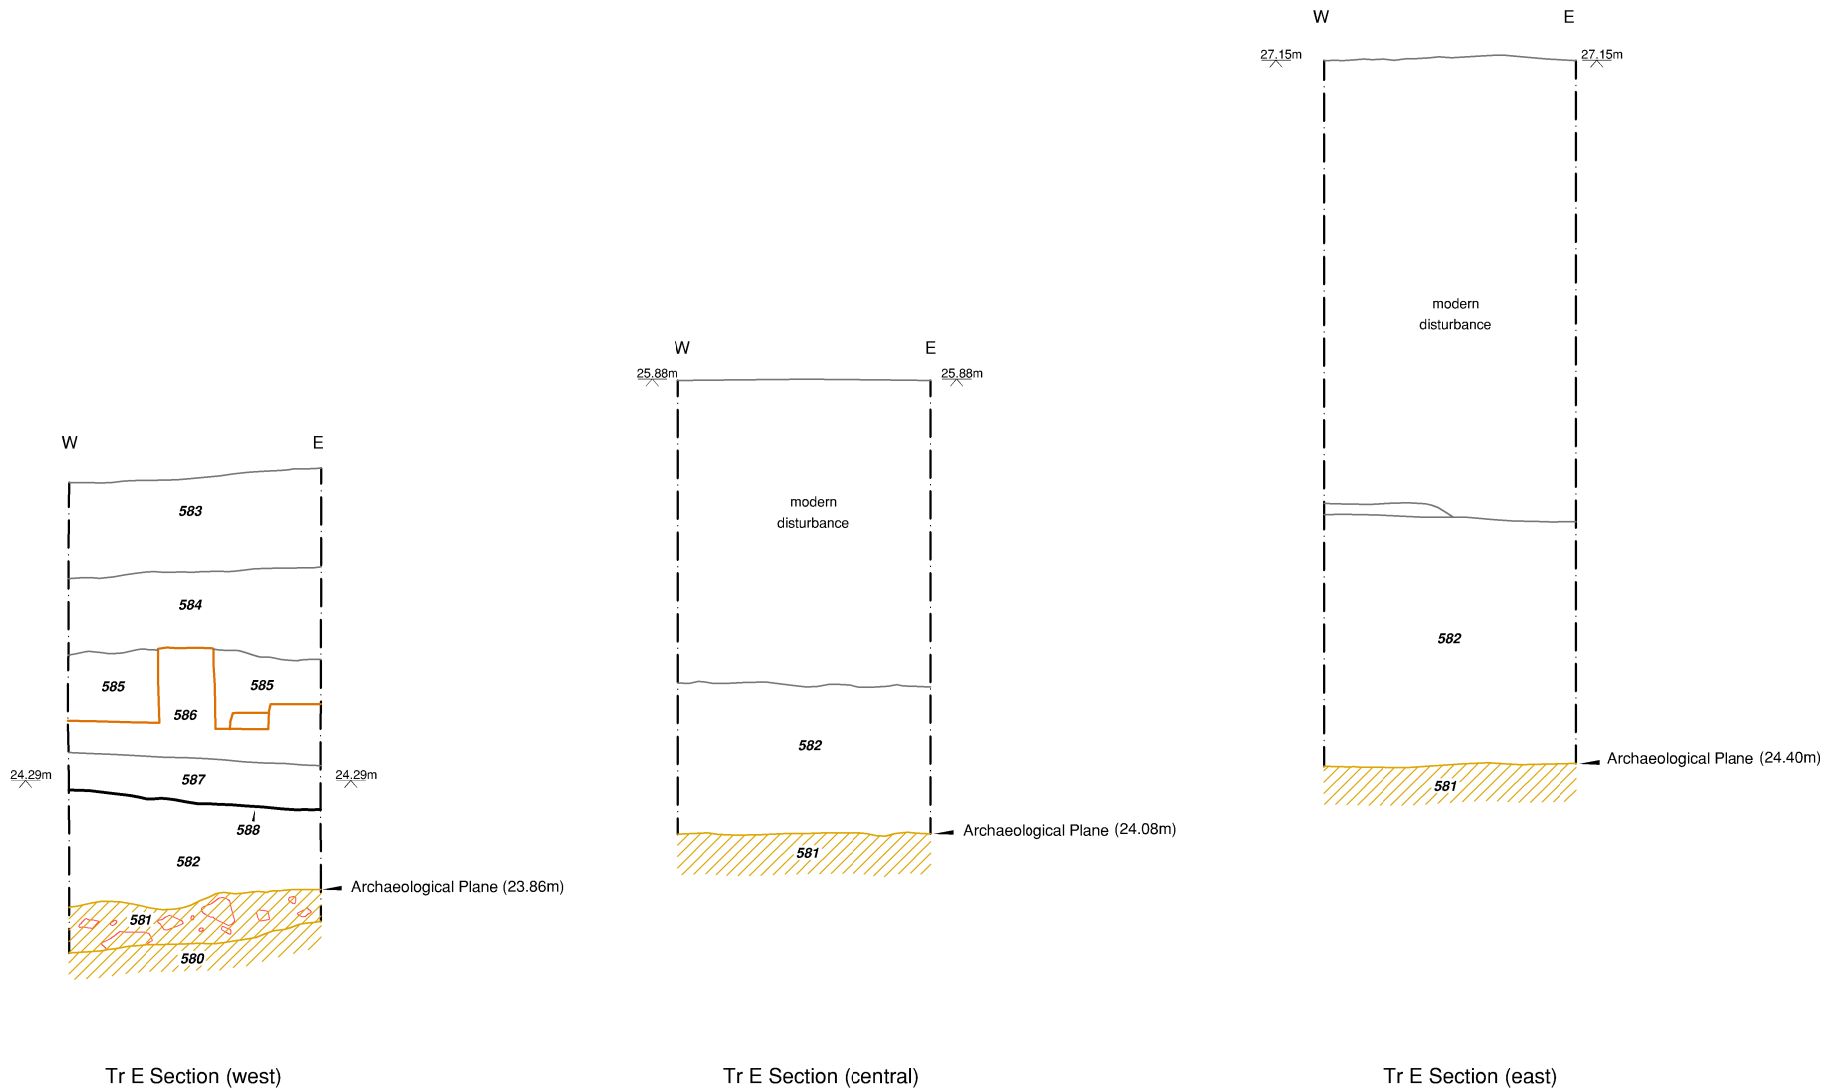 W
E
27.15m
27.15m
modern
disturbance
582
581
Archaeological Plane (24.40m)
W
E
25.88m
25.88m
modern
disturbance
582
581
Archaeological Plane (24.08m)
W
E
583
584
585
585
586
24.29m
24.29m
587
588
582
Archaeological Plane (23.86m)
581
580
Tr E Section (west)
Tr E Section (central)
Tr E Section (east)